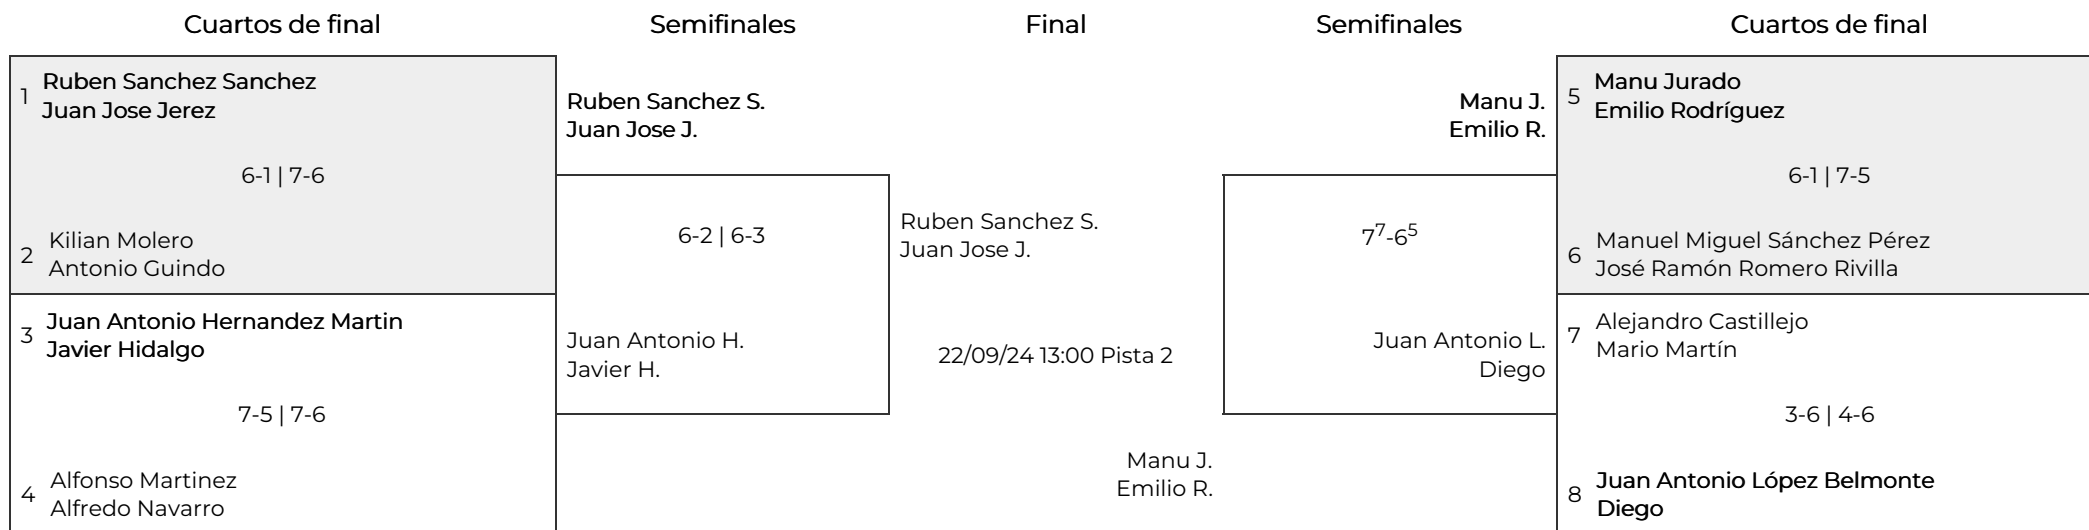 Cuartos de final
Semifinales
Final
Semifinales
Cuartos de final
1
Ruben Sanchez Sanchez
Juan Jose Jerez
6-1 | 7-6
2
Kilian Molero
Antonio Guindo
3
Juan Antonio Hernandez Martin
Javier Hidalgo
7-5 | 7-6
4
Alfonso Martinez
Alfredo Navarro
Ruben Sanchez S.
Juan Jose J.
6-2 | 6-3
Juan Antonio H.
Javier H.
Ruben Sanchez S.
Juan Jose J.
22/09/24 13:00 Pista 2
Manu J.
Emilio R.
Manu J.
Emilio R.
7⁷-6⁵
Juan Antonio L.
Diego
5
Manu Jurado
Emilio Rodríguez
6-1 | 7-5
6
Manuel Miguel Sánchez Pérez
José Ramón Romero Rivilla
7
Alejandro Castillejo
Mario Martín
3-6 | 4-6
8
Juan Antonio López Belmonte
Diego